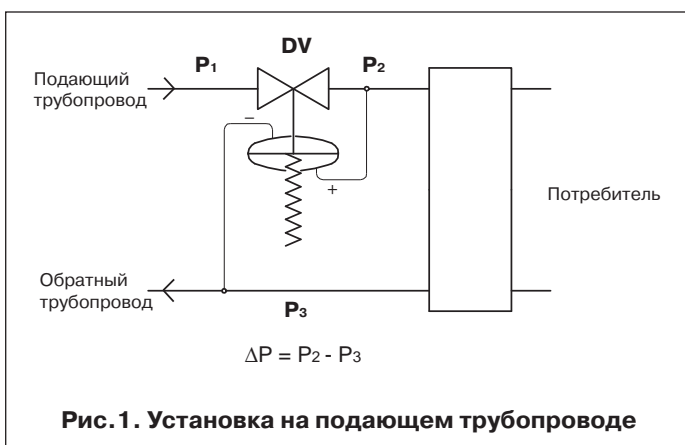 DV
P1
P2
Подающий
трубопровод
–
+
Потребитель
Обратный
трубопровод
P3
ΔP = P2 - P3
Рис.1. Установка на подающем трубопроводе